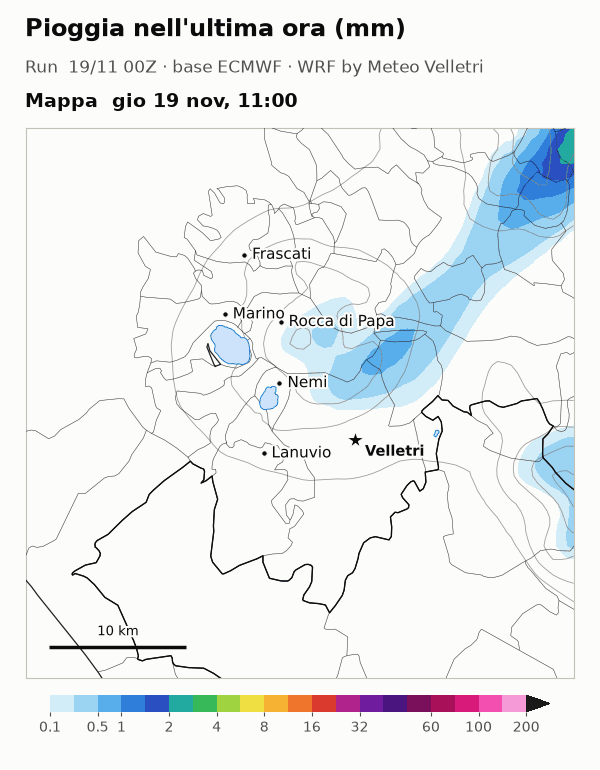 Pioggia nell'ultima ora (mm)
Run  19/11 00Z · base ECMWF · WRF by Meteo Velletri
Mappa  gio 19 nov, 11:00
Frascati
Marino
Rocca di Papa
Nemi
Velletri
Lanuvio
10 km
0.1 0.5 1 2 4 8 16 32 60 100 200